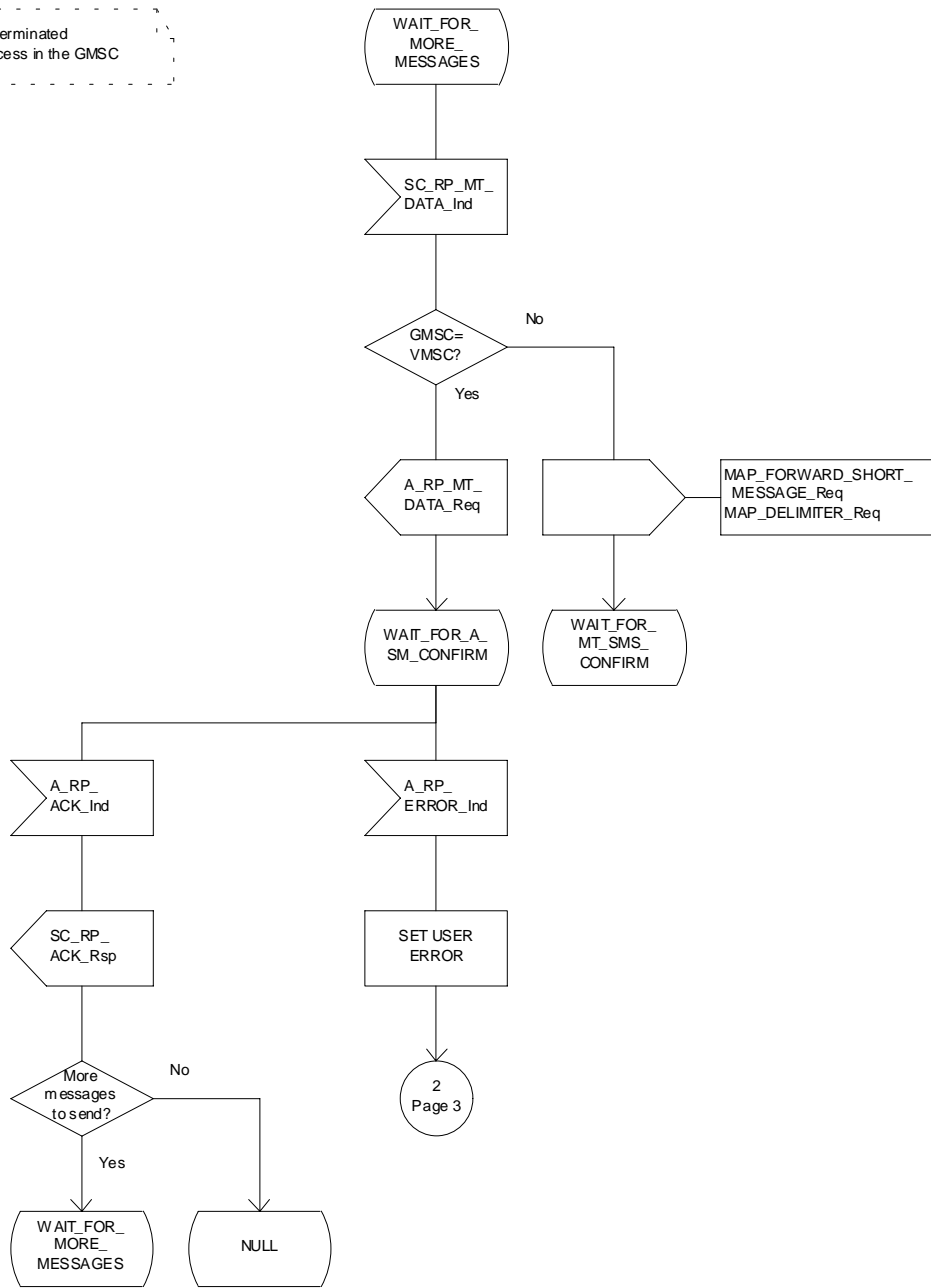 erminated
cess in the GMSC
WAIT_FOR_
MORE_
MESSAGES
SC_RP_MT_
DATA_Ind
GMSC=
VMSC?
No
Yes
A_RP_MT_
DATA_Req
MAP_FORWARD_SHORT_
MESSAGE_Req
MAP_DELIMITER_Req
WAIT_FOR_A_
SM_CONFIRM
WAIT_FOR_
MT_SMS_
CONFIRM
A_RP_
ACK_Ind
A_RP_
ERROR_Ind
SC_RP_
ACK_Rsp
SET USER
ERROR
More
messages
to send?
No
Yes
2
Page 3
WAIT_FOR_
MORE_
MESSAGES
NULL